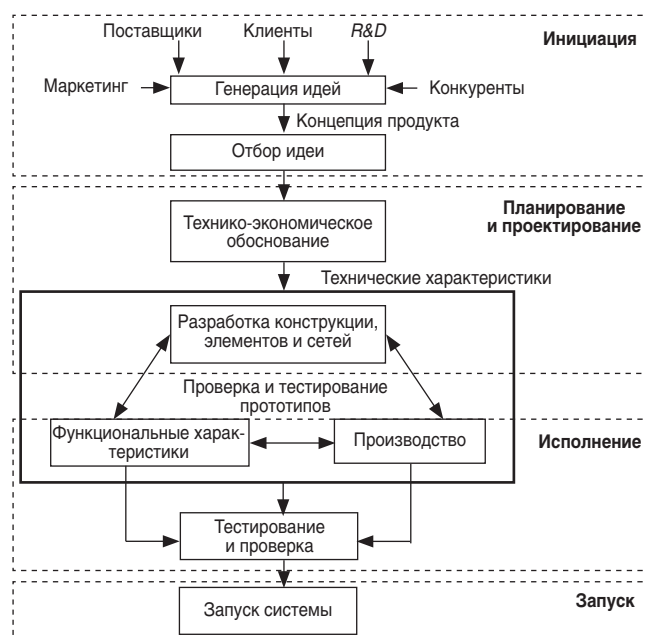 Поставщики
Клиенты
R&D
Инициация
Маркетинг
Генерация идей
Конкуренты
Концепция продукта
Отбор идеи
Планирование
и проектирование
Технико-экономическое
обоснование
Технические характеристики
Разработка конструкции,
элементов и сетей
Проверка и тестирование
прототипов
Функциональные харак-
теристики
Производство
Исполнение
Тестирование
и проверка
Запуск
Запуск системы